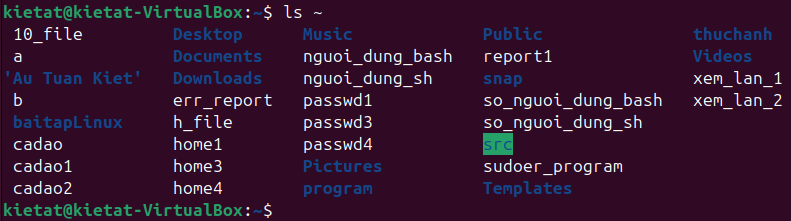 kietat@kietat-VirtualBox:~$ ls ~
10_file Desktop Music Public thuchanh
a Documents nguoi_dung_bash report1 Videos
'Au Tuan Kiet' Downloads nguoi_dung_sh snap xem_lan_1
b err_report passwd1 so_nguoi_dung_bash xem_lan_2
baitapLinux h_file passwd3 so_nguoi_dung_sh
cadao home1 passwd4 src
cadao1 home3 Pictures sudoer_program
cadao2 home4 program Templates
kietat@kietat-VirtualBox:~$